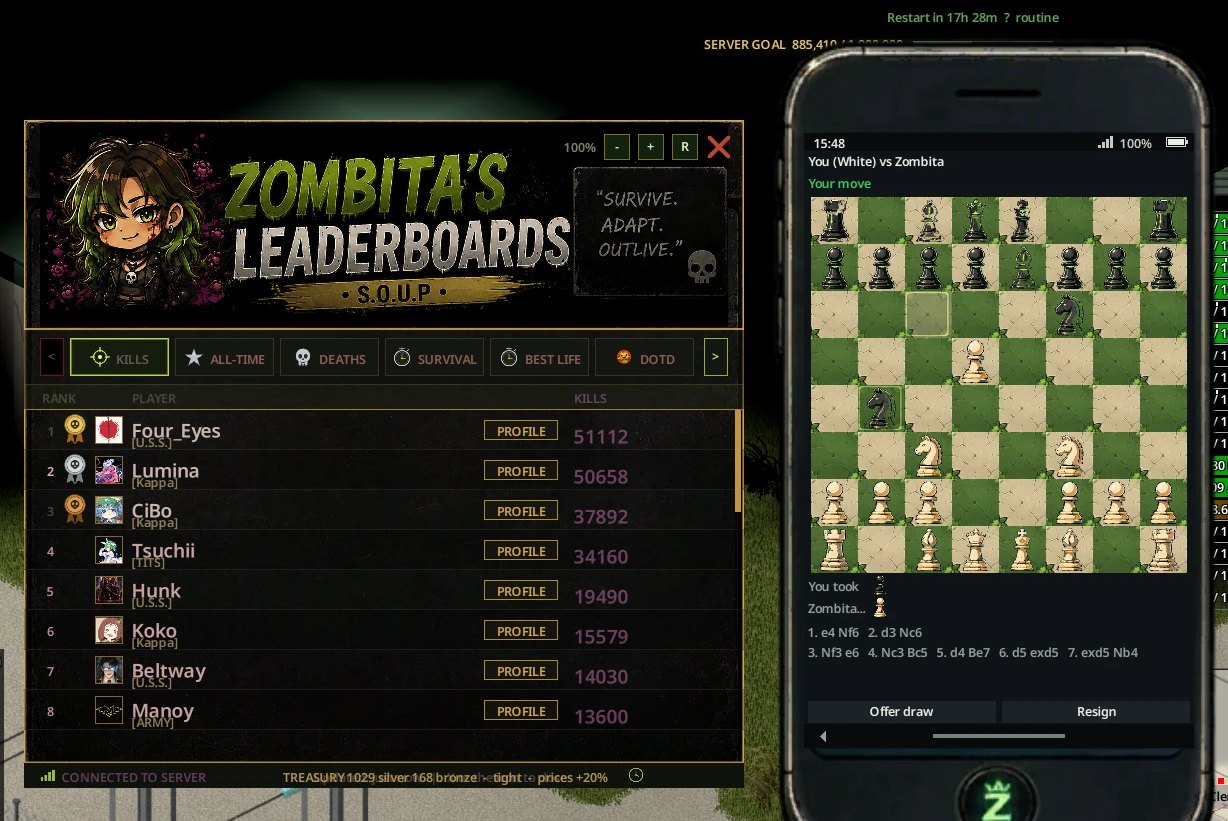 Restart in 17h 28m ? routine
SERVER GOAL 885,410 / 1,000,000
ZOMBITA'S
LEADERBOARDS
• S.O.U.P •
100% - + R
"SURVIVE.
ADAPT.
OUTLIVE."
< KILLS ALL-TIME DEATHS SURVIVAL BEST LIFE DOTD >
RANK PLAYER KILLS
1 Four_Eyes PROFILE 51112
[U.S.S.]
2 Lumina PROFILE 50658
[Kappa]
3 CiBo PROFILE 37892
[Kappa]
4 Tsuchii PROFILE 34160
[TITS]
5 Hunk PROFILE 19490
[U.S.S.]
6 Koko PROFILE 15579
[Kappa]
7 Beltway PROFILE 14030
[U.S.S.]
8 Manoy PROFILE 13600
[ARMY]
CONNECTED TO SERVER
TREASURY 1029 silver 168 bronze - tight - prices +20%
15:48 100%
You (White) vs Zombita
Your move
You took
Zombita...
1. e4 Nf6 2. d3 Nc6
3. Nf3 e6 4. Nc3 Bc5 5. d4 Be7 6. d5 exd5 7. exd5 Nb4
Offer draw Resign
Z